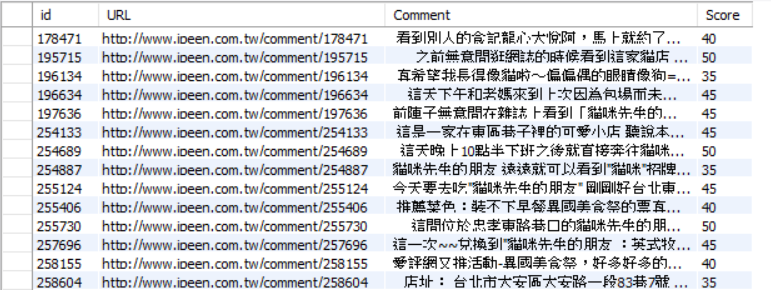 id URL Comment Score
178471 http://www.ipeen.com.tw/comment/178471 看到別人的食記龍心大悅阿，馬上就約了... 40
195715 http://www.ipeen.com.tw/comment/195715 之前無意間逛網誌的時候看到這家貓店 ... 50
196134 http://www.ipeen.com.tw/comment/196134 真希望我長得像貓啦～偏偏偶的眼睛像狗=... 35
196634 http://www.ipeen.com.tw/comment/196634 這天下午和老媽來到上次因為包場而未... 45
197636 http://www.ipeen.com.tw/comment/197636 前陣子無意間在雜誌上看到「貓咪先生的... 45
254133 http://www.ipeen.com.tw/comment/254133 這是一家在東區巷子裡的可愛小店 聽說本... 45
254689 http://www.ipeen.com.tw/comment/254689 這天晚上10點半下班之後就直接奔往貓咪... 50
254887 http://www.ipeen.com.tw/comment/254887 貓咪先生的朋友 遠遠就可以看到"貓咪"招牌... 35
255124 http://www.ipeen.com.tw/comment/255124 今天要去吃"貓咪先生的朋友" 剛剛好台北東... 45
255406 http://www.ipeen.com.tw/comment/255406 推薦菜色：裝不下早餐異國美食祭的票真... 40
255730 http://www.ipeen.com.tw/comment/255730 這間位於忠孝東路巷口的貓咪先生的朋... 50
257696 http://www.ipeen.com.tw/comment/257696 這一次~~兌換到"貓咪先生的朋友 ：英式牧... 45
258155 http://www.ipeen.com.tw/comment/258155 愛評網又推活動-異國美食祭，好多好多的... 40
258604 http://www.ipeen.com.tw/comment/258604 店址： 台北市大安區大安路一段83巷7號 ... 35